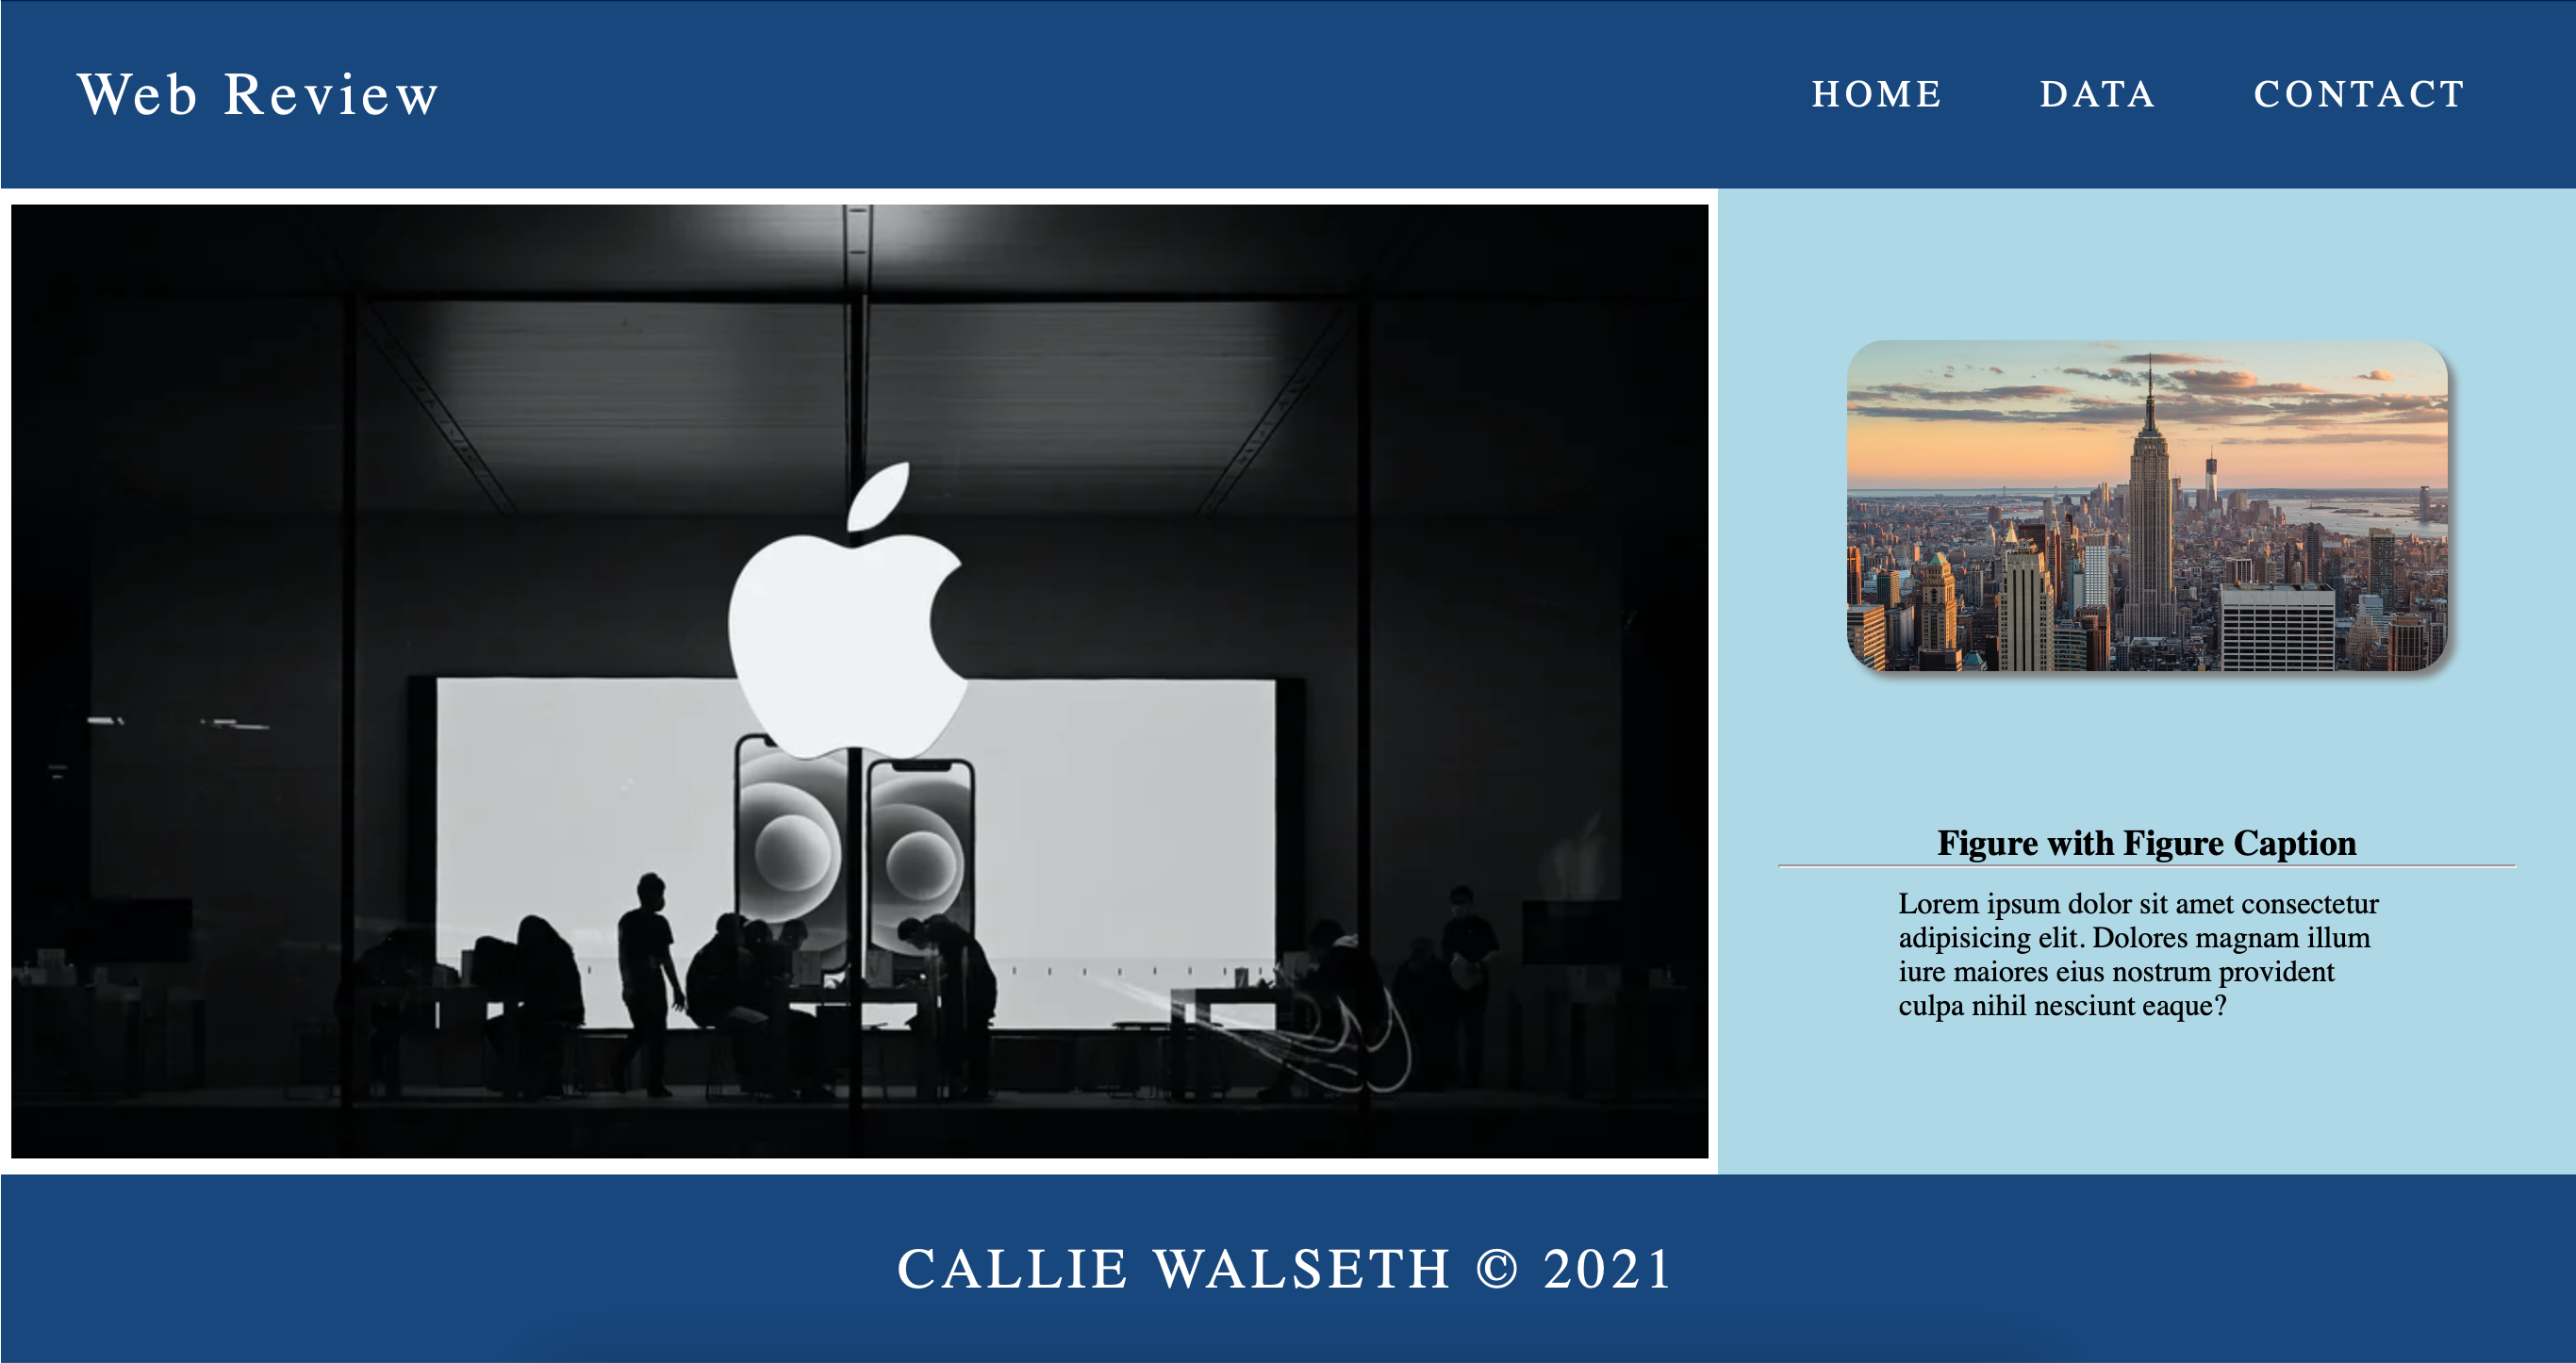 Web Review
HOME DATA CONTACT
Figure with Figure Caption
Lorem ipsum dolor sit amet consectetur
adipisicing elit. Dolores magnam illum
iure maiores eius nostrum provident
culpa nihil nesciunt eaque?
CALLIE WALSETH © 2021